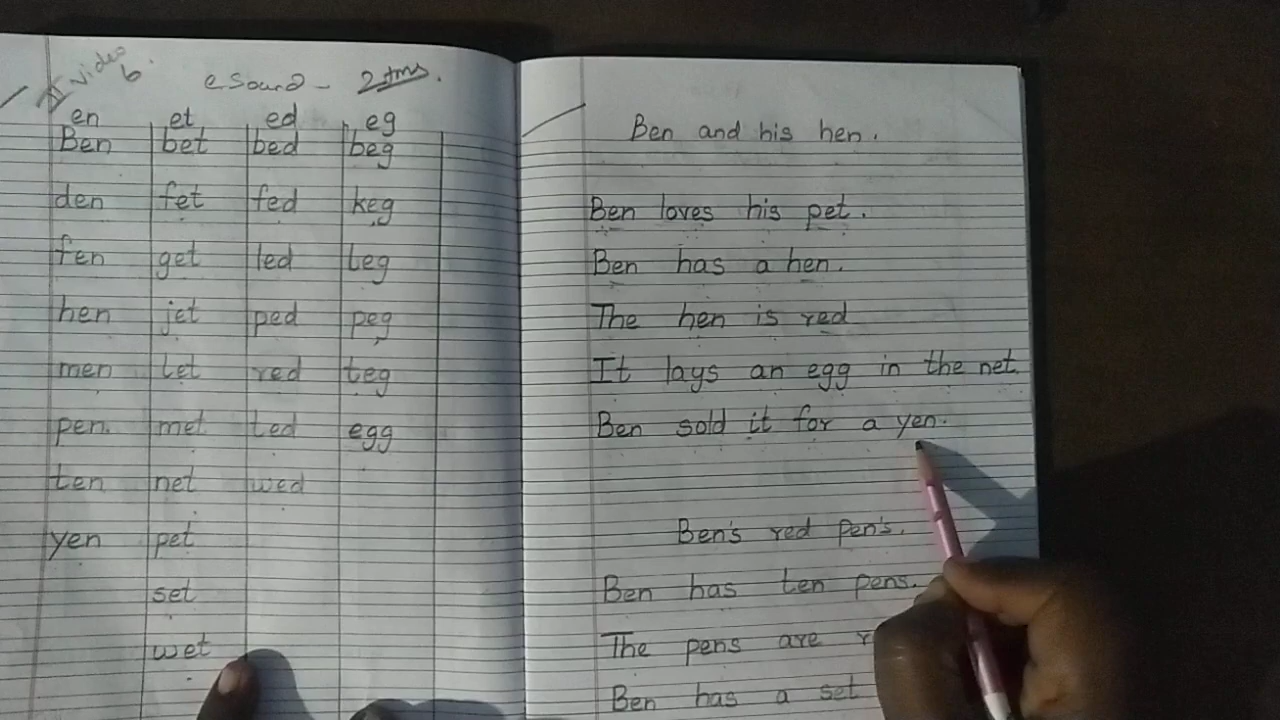 Video
6.
e Sound - 2 tms.
en et ed eg
Ben bet bed beg
den fet fed keg
fen get led leg
hen jet ped peg
men let red teg
pen. met ted egg
ten net wed
yen pet
set
wet
Ben and his hen.
Ben loves his pet.
Ben has a hen.
The hen is red
It lays an egg in the net.
Ben sold it for a yen.
Ben's red pen's.
Ben has ten pens.
The pens are
Ben has a set